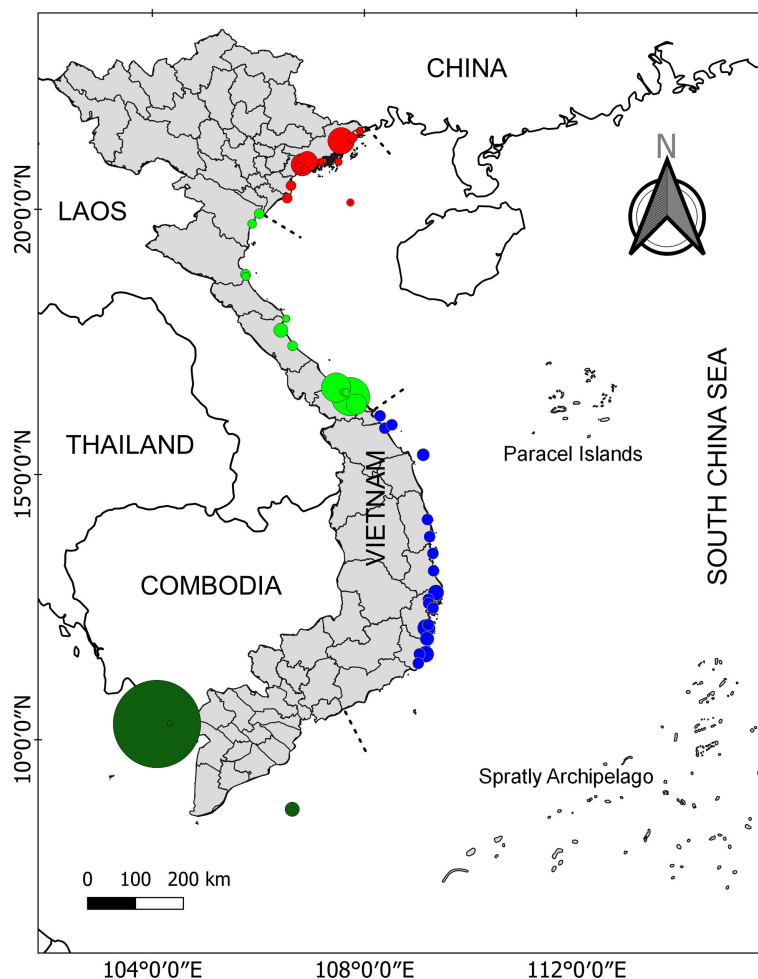 CHINA
N
LAOS
20°0′0″N
THAILAND
VIETNAM
Paracel Islands
SOUTH CHINA SEA
15°0′0″N
COMBODIA
10°0′0″N
Spratly Archipelago
0 100 200 km
104°0′0″E 108°0′0″E 112°0′0″E